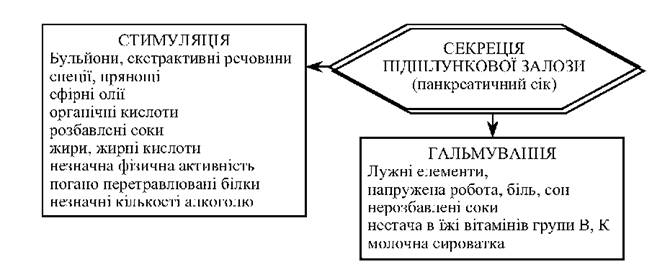 СТИМУЛЯЦІЯ
Бульйони, екстрактивні речовини
спеції, прянощі
ефірні олії
органічні кислоти
розбавлені соки
жири, жирні кислоти
незначна фізична активність
погано перетравлювані білки
незначні кількості алкоголю
СЕКРЕЦІЯ
ПІДШЛУНКОВОЇ ЗАЛОЗИ
(панкреатичний сік)
ГАЛЬМУВАННЯ
Лужні елементи,
напружена робота, біль, сон
нерозбавлені соки
нестача в їжі вітамінів групи В, К
молочна сироватка